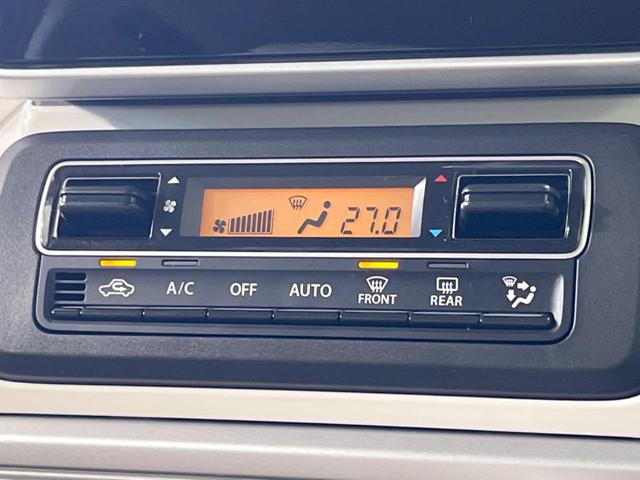 27.0
A/C OFF AUTO FRONT REAR